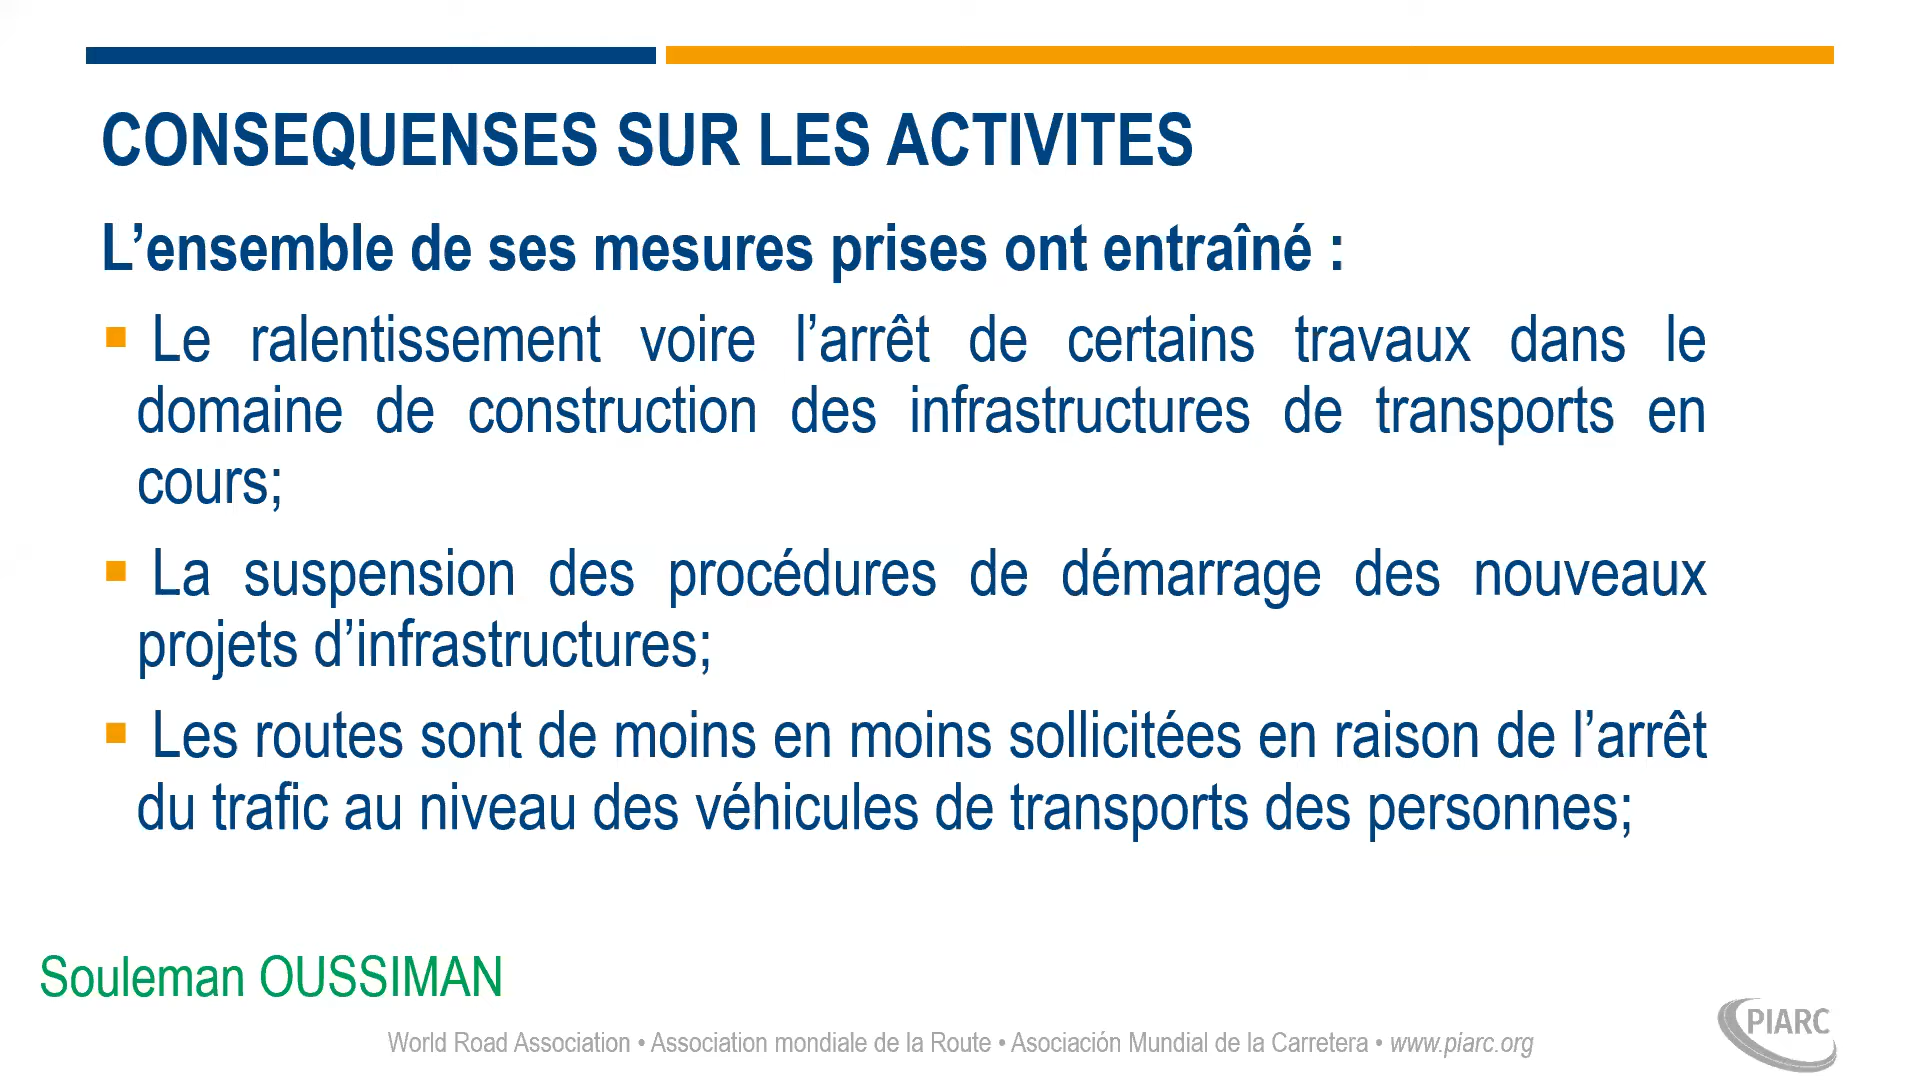 CONSEQUENSES SUR LES ACTIVITES
L’ensemble de ses mesures prises ont entraîné :
▪ Le ralentissement voire l’arrêt de certains travaux dans le
domaine de construction des infrastructures de transports en
cours;
▪ La suspension des procédures de démarrage des nouveaux
projets d’infrastructures;
▪ Les routes sont de moins en moins sollicitées en raison de l’arrêt
du trafic au niveau des véhicules de transports des personnes;
Souleman OUSSIMAN
World Road Association • Association mondiale de la Route • Asociación Mundial de la Carretera • www.piarc.org
PIARC